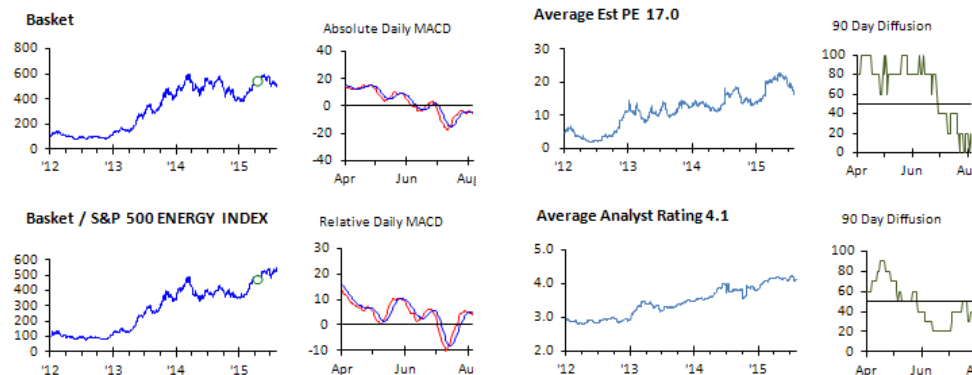 Basket
800
600
400
200
0
'12 '13 '14 '15
Absolute Daily MACD
40
20
0
-20
-40
Apr Jun Aug
Average Est PE 17.0
30
20
10
0
'12 '13 '14 '15
90 Day Diffusion
100
80
60
40
20
0
Apr Jun A
Basket / S&P 500 ENERGY INDEX
600
500
400
300
200
100
0
'12 '13 '14 '15
Relative Daily MACD
30
20
10
0
-10
Apr Jun Au
Average Analyst Rating 4.1
5.0
4.0
3.0
2.0
'12 '13 '14 '15
90 Day Diffusion
100
80
60
40
20
0
Apr Jun A